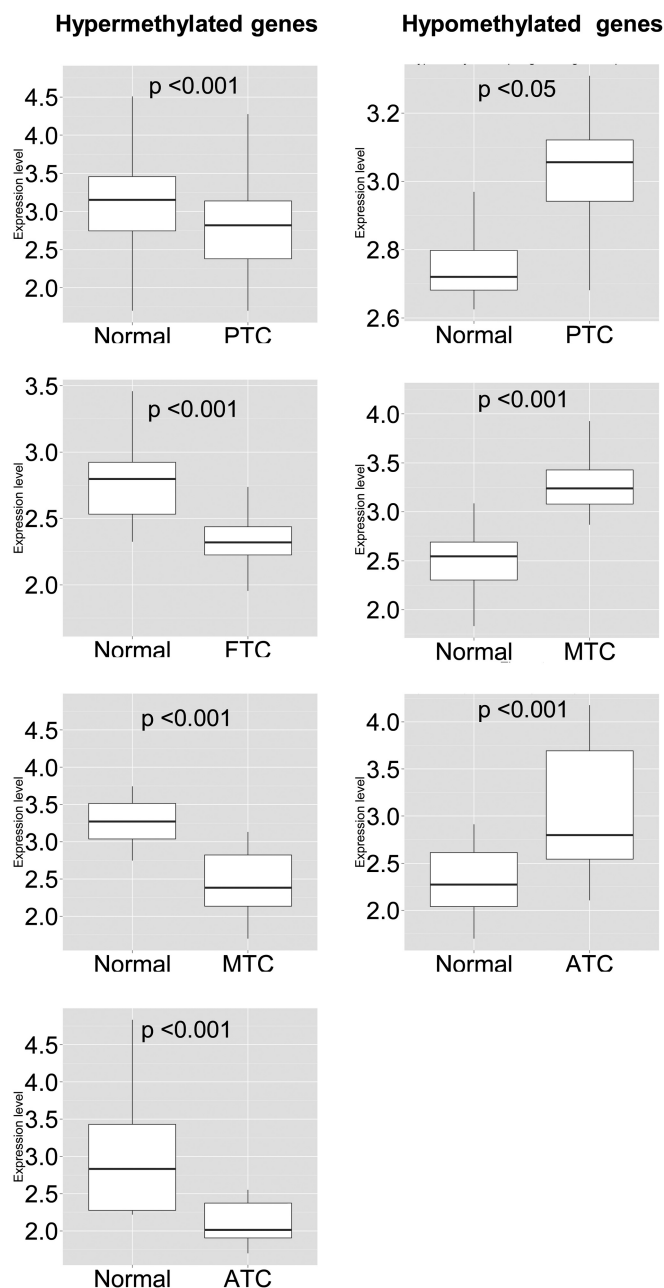 Hypermethylated genes
Hypomethylated genes
p <0.001
Expression level
4.5
4.0
3.5
3.0
2.5
2.0
Normal PTC
p <0.05
Expression level
3.2
3.0
2.8
2.6
Normal PTC
p <0.001
Expression level
3.5
3.0
2.5
2.0
Normal FTC
p <0.001
Expression level
4.0
3.5
3.0
2.5
2.0
Normal MTC
p <0.001
Expression level
4.5
4.0
3.5
3.0
2.5
2.0
Normal MTC
p <0.001
Expression level
4.0
3.5
3.0
2.5
2.0
Normal ATC
p <0.001
Expression level
4.5
4.0
3.5
3.0
2.5
2.0
Normal ATC